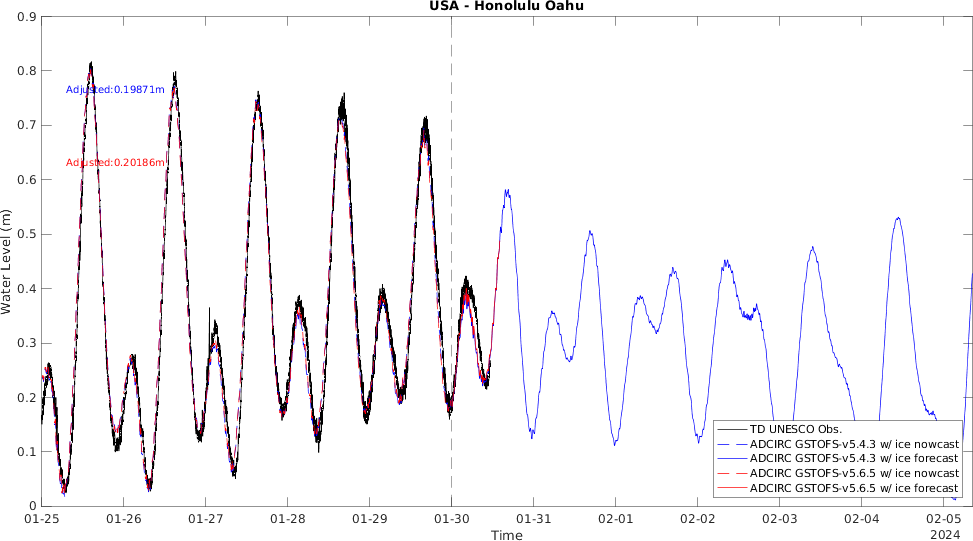 USA - Honolulu Oahu
0.9
0.8
0.7
0.6
0.5
0.4
0.3
0.2
0.1
0
Water Level (m)
Adjusted:0.19871m
Adjusted:0.20186m
TD UNESCO Obs.
ADCIRC GSTOFS-v5.4.3 w/ ice nowcast
ADCIRC GSTOFS-v5.4.3 w/ ice forecast
ADCIRC GSTOFS-v5.6.5 w/ ice nowcast
ADCIRC GSTOFS-v5.6.5 w/ ice forecast
01-25 01-26 01-27 01-28 01-29 01-30 01-31 02-01 02-02 02-03 02-04 02-05
Time
2024